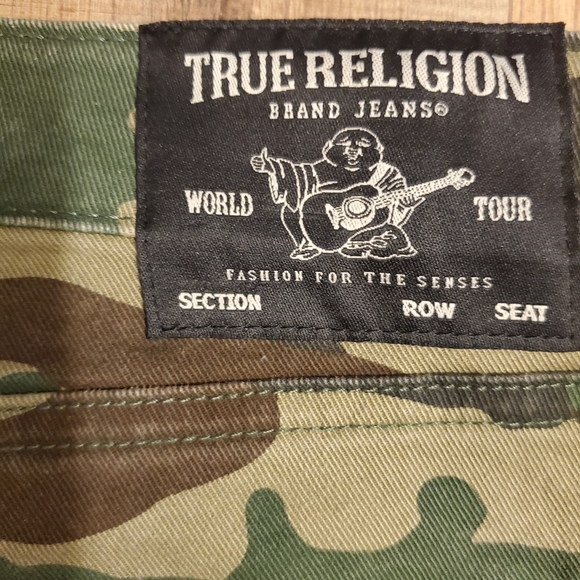 TRUE RELIGION
BRAND JEANS®
WORLD TOUR
FASHION FOR THE SENSES
SECTION ROW SEAT